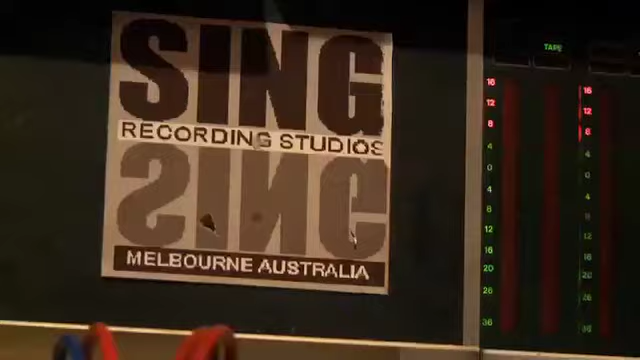 SING
RECORDING STUDIOS
SING
MELBOURNE AUSTRALIA
TAPE
16 16
12 12
8 8
4 4
0 0
4 4
8 8
12 12
16 16
20 20
26 26
36 36